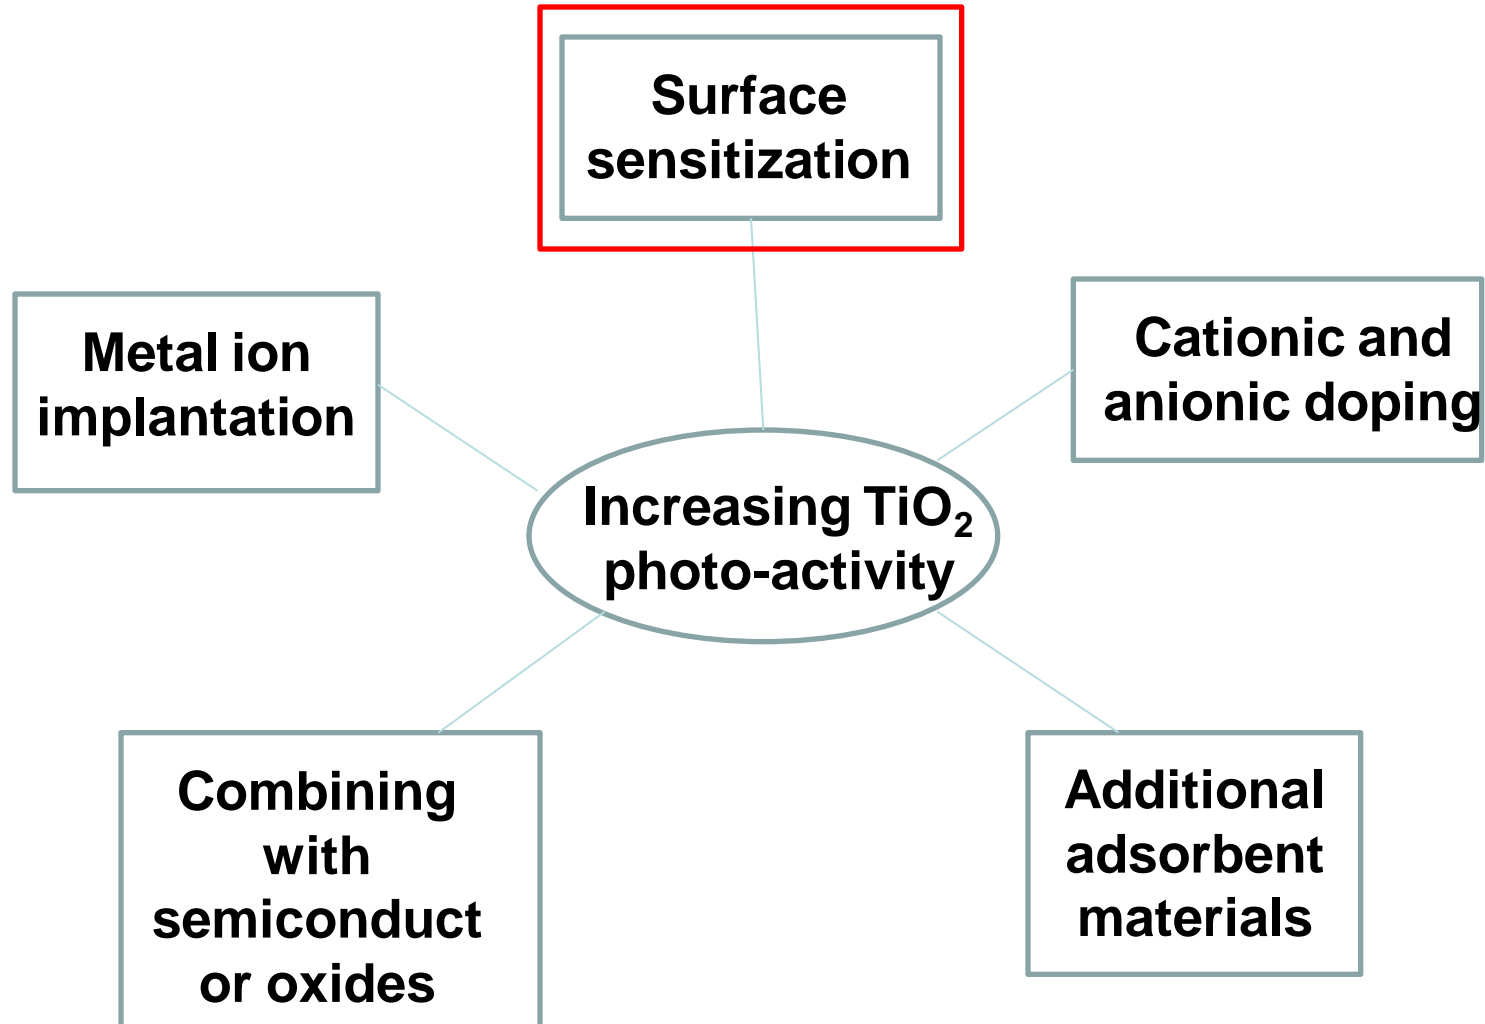 Surface
sensitization
Metal ion
implantation
Cationic and
anionic doping
Increasing TiO₂
photo-activity
Combining
with
semiconduct
or oxides
Additional
adsorbent
materials